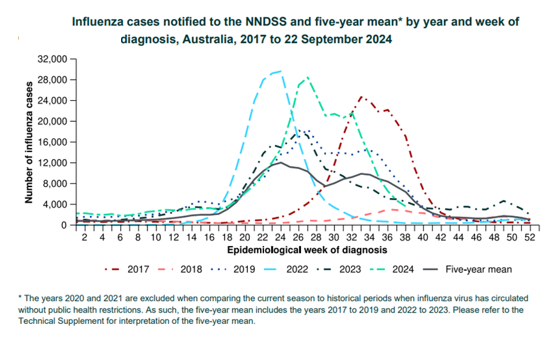 Influenza cases notified to the NNDSS and five-year mean* by year and week of
diagnosis, Australia, 2017 to 22 September 2024
Number of influenza cases
32,000
28,000
24,000
20,000
16,000
12,000
8,000
4,000
0
2 4 6 8 10 12 14 16 18 20 22 24 26 28 30 32 34 36 38 40 42 44 46 48 50 52
Epidemiological week of diagnosis
2017 2018 2019 2022 2023 2024 Five-year mean
* The years 2020 and 2021 are excluded when comparing the current season to historical periods when influenza virus has circulated
without public health restrictions. As such, the five-year mean includes the years 2017 to 2019 and 2022 to 2023. Please refer to the
Technical Supplement for interpretation of the five-year mean.